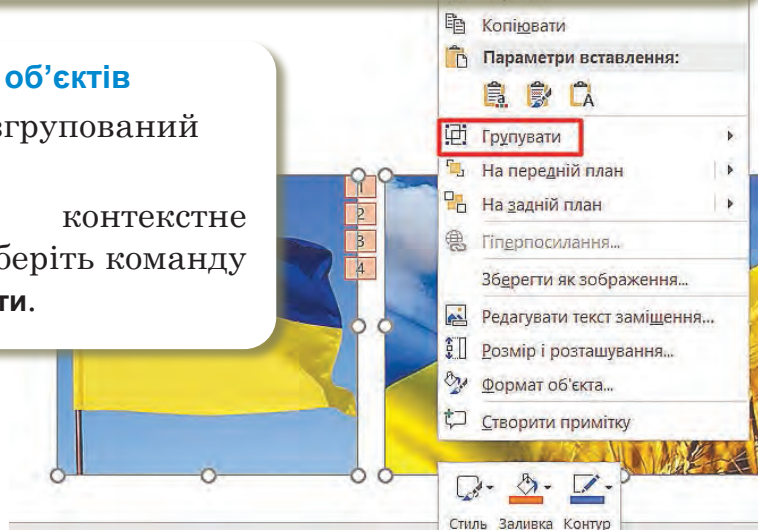 об’єктів
згрупований
контекстне
беріть команду
ти.
1
2
3
4
Копіювати
Параметри вставлення:
Групувати
На передній план
На задній план
Гіперпосилання...
Зберегти як зображення...
Редагувати текст заміщення...
Розмір і розташування...
Формат об'єкта...
Створити примітку
Стиль Заливка Контур